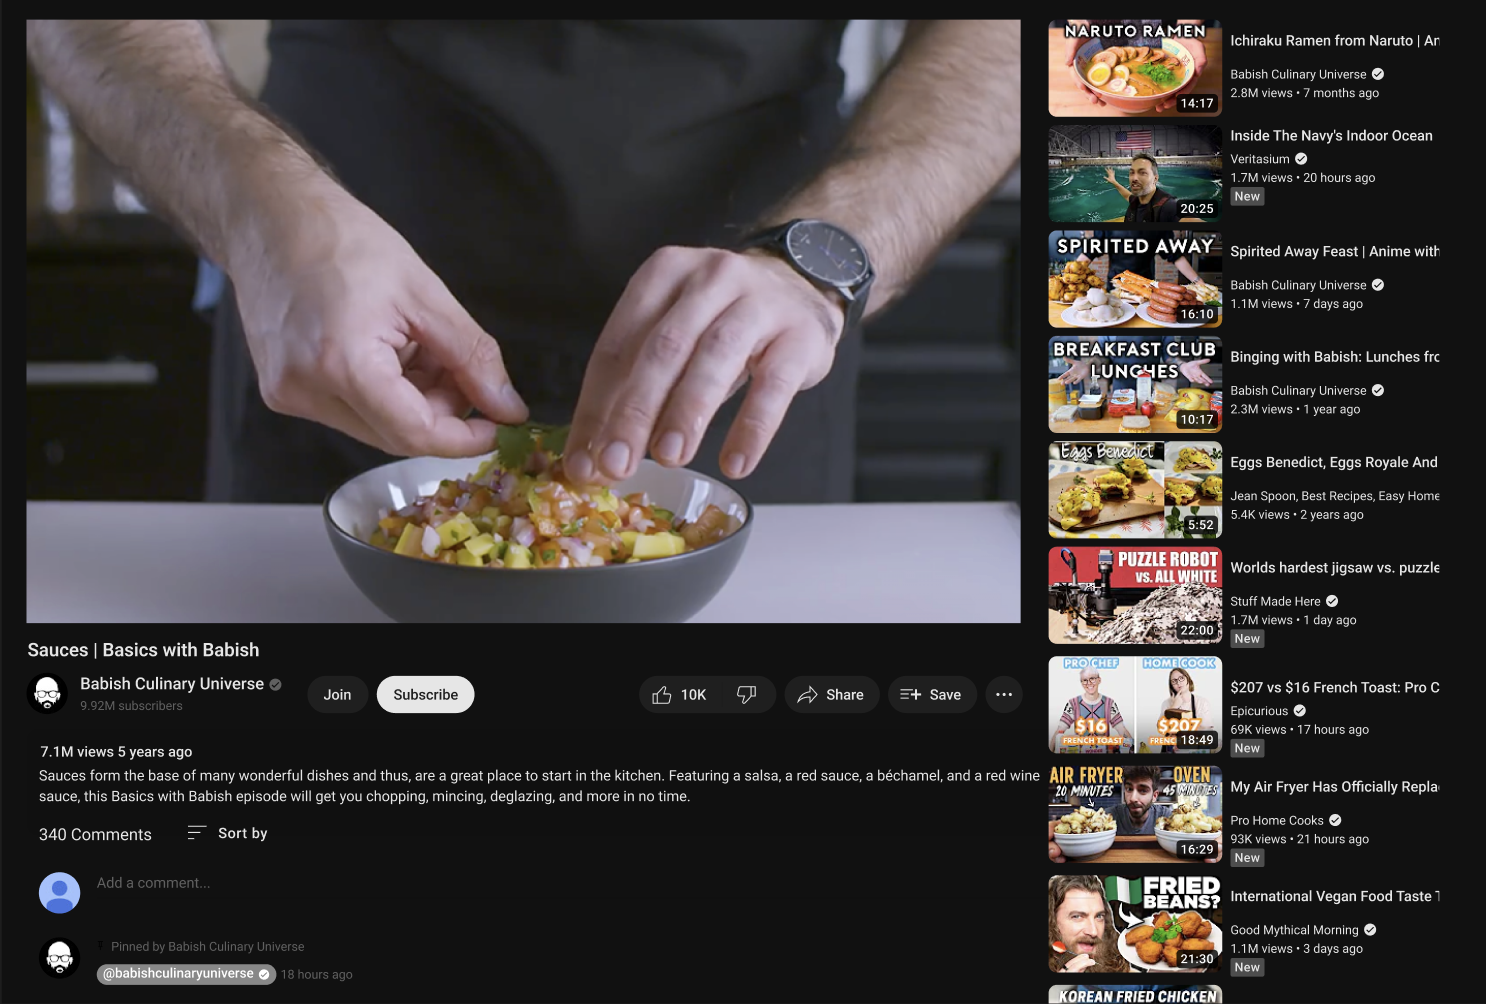 Sauces | Basics with Babish
Babish Culinary Universe
9.92M subscribers
Join
Subscribe
10K
Share
Save
7.1M views 5 years ago
Sauces form the base of many wonderful dishes and thus, are a great place to start in the kitchen. Featuring a salsa, a red sauce, a béchamel, and a red wine
sauce, this Basics with Babish episode will get you chopping, mincing, deglazing, and more in no time.
340 Comments
Sort by
Add a comment...
Pinned by Babish Culinary Universe
@babishculinaryuniverse
18 hours ago
NARUTO RAMEN
14:17
Ichiraku Ramen from Naruto | An
Babish Culinary Universe
2.8M views • 7 months ago
20:25
Inside The Navy's Indoor Ocean
Veritasium
1.7M views • 20 hours ago
New
SPIRITED AWAY
16:10
Spirited Away Feast | Anime with
Babish Culinary Universe
1.1M views • 7 days ago
BREAKFAST CLUB
LUNCHES
10:17
Binging with Babish: Lunches fro
Babish Culinary Universe
2.3M views • 1 year ago
Eggs Benedict
5:52
Eggs Benedict, Eggs Royale And
Jean Spoon, Best Recipes, Easy Home
5.4K views • 2 years ago
PUZZLE ROBOT
VS. ALL WHITE
22:00
Worlds hardest jigsaw vs. puzzle
Stuff Made Here
1.7M views • 1 day ago
New
PRO CHEF
HOME COOK
$16
$207
FRENCH TOAST
18:49
$207 vs $16 French Toast: Pro C
Epicurious
69K views • 17 hours ago
New
AIR FRYER
OVEN
20 MINUTES
45 MINUTES
16:29
My Air Fryer Has Officially Repla
Pro Home Cooks
93K views • 21 hours ago
New
FRIED
BEANS?
21:30
International Vegan Food Taste T
Good Mythical Morning
1.1M views • 3 days ago
New
KOREAN FRIED CHICKEN